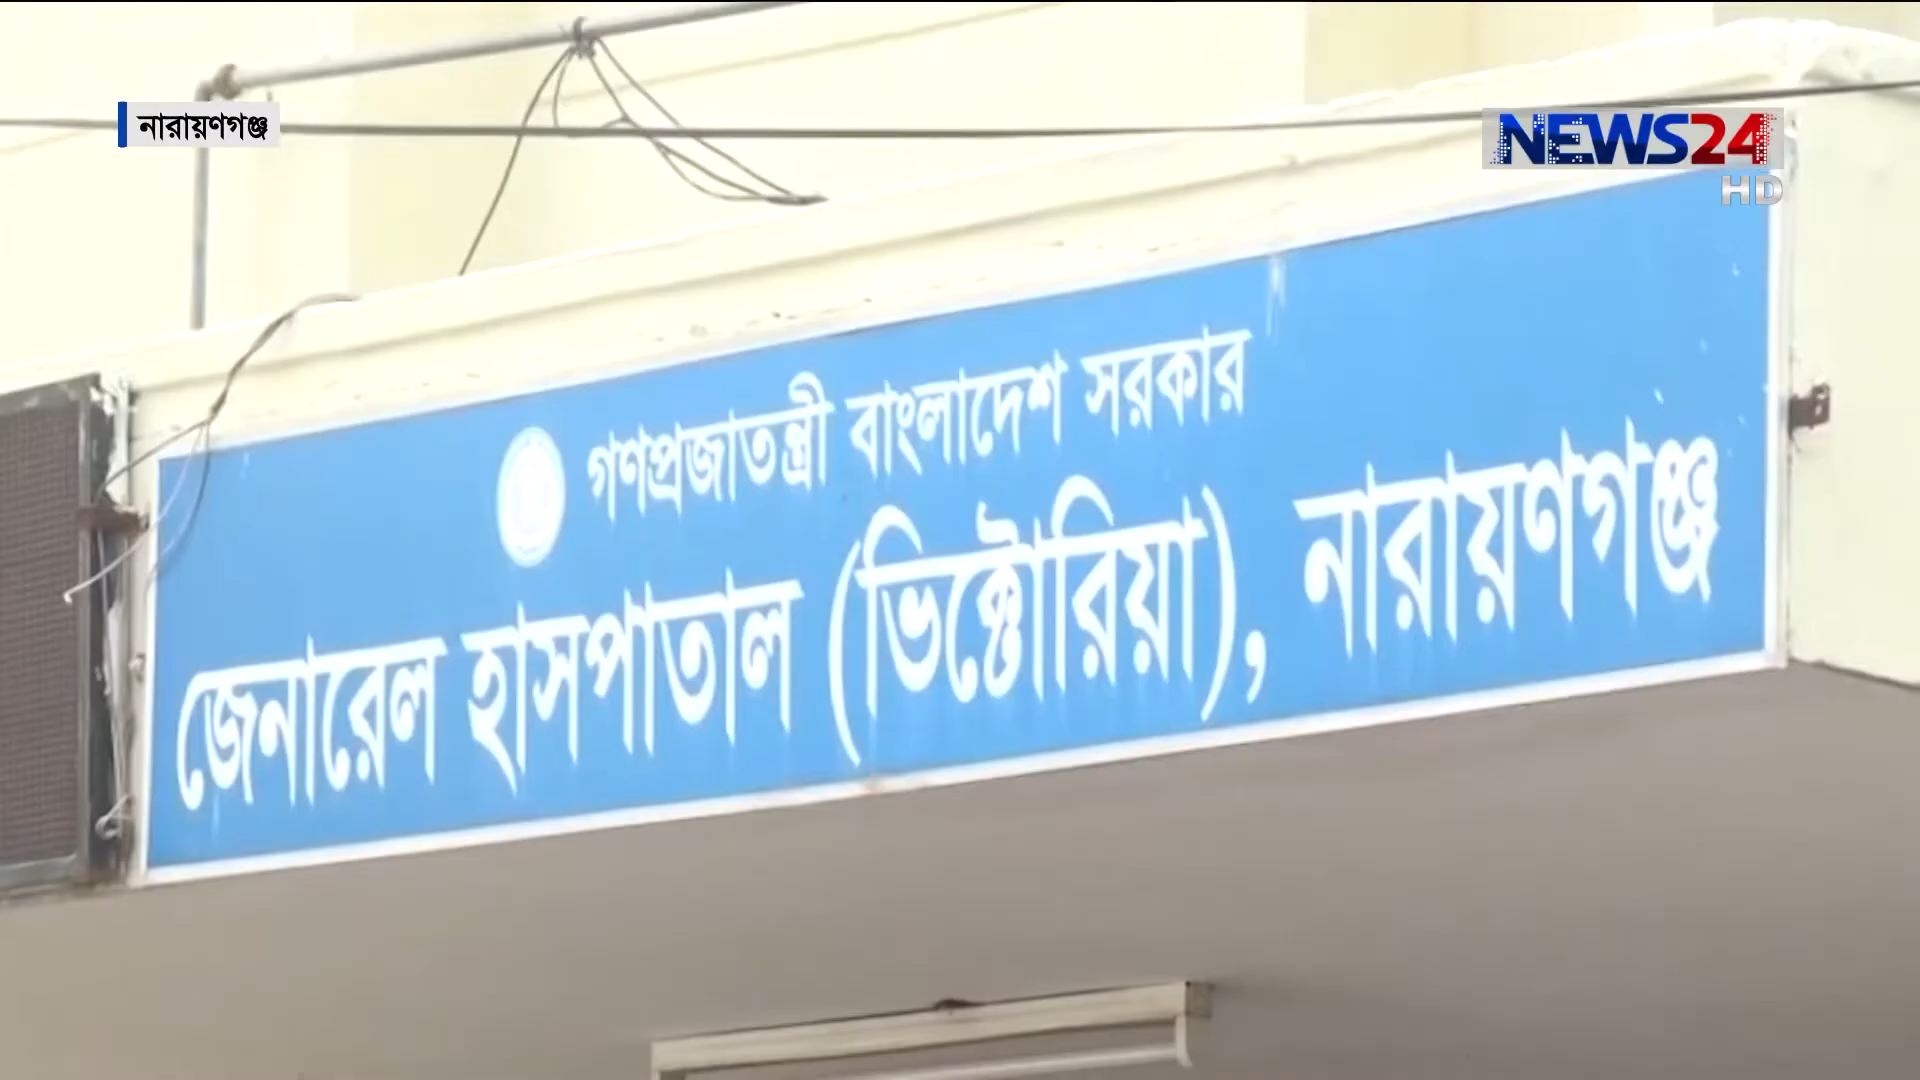 নারায়ণগঞ্জ
NEWS24
HD
গণপ্রজাতন্ত্রী বাংলাদেশ সরকার
জেনারেল হাসপাতাল (ভিক্টোরিয়া), নারায়ণগঞ্জ